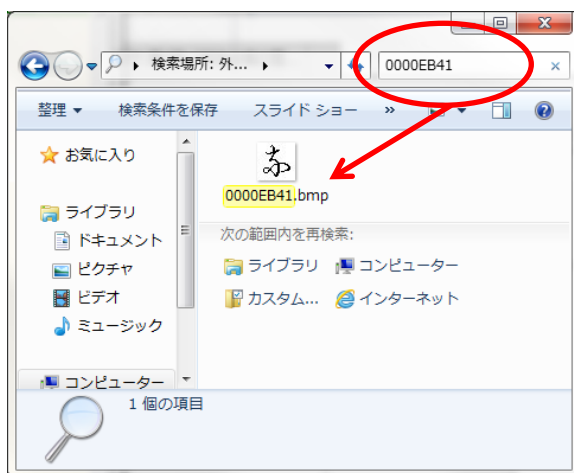 検索場所: 外...
0000EB41
整理
検索条件を保存
スライド ショー
»
お気に入り
ライブラリ
ドキュメント
ピクチャ
ビデオ
ミュージック
コンピューター
0000EB41.bmp
次の範囲内を再検索:
ライブラリ
コンピューター
カスタム...
インターネット
1 個の項目